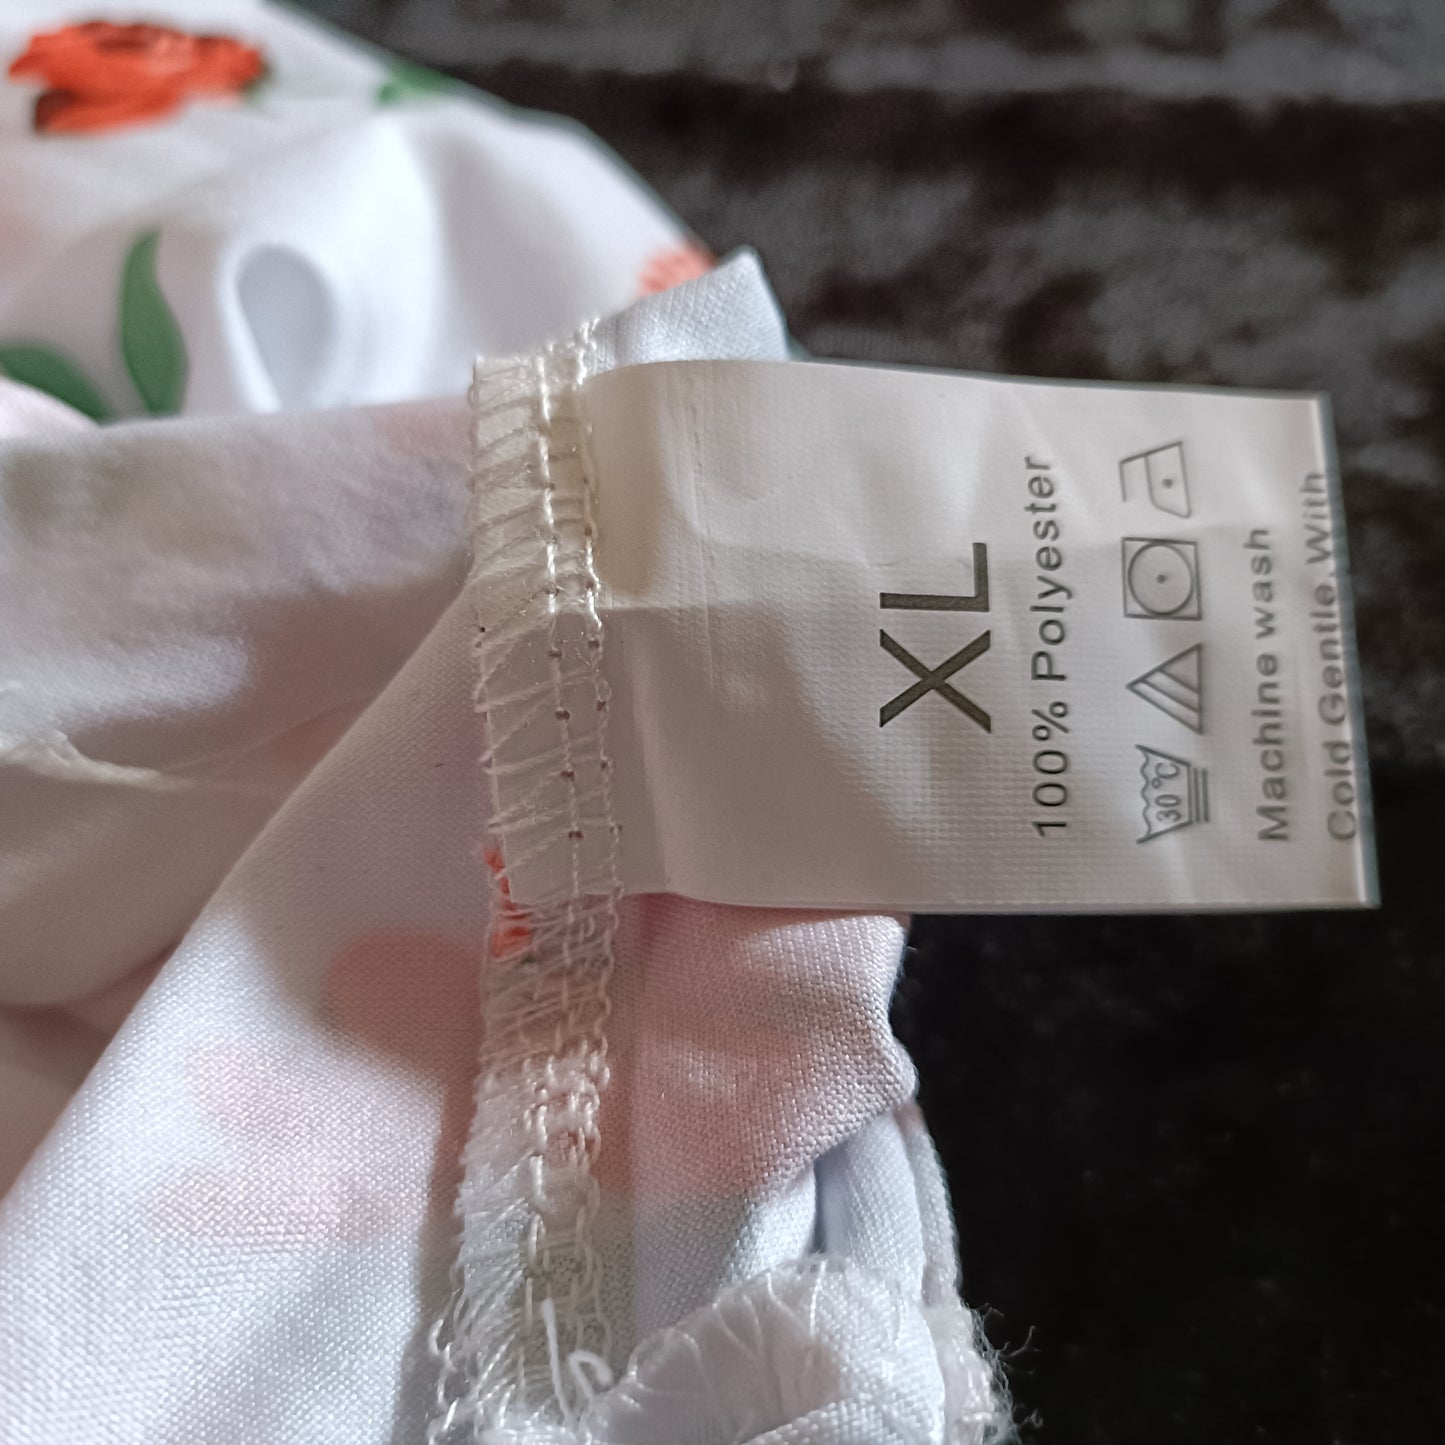 XL
100% Polyester
30°C
Machine wash
Cold Gentle,With